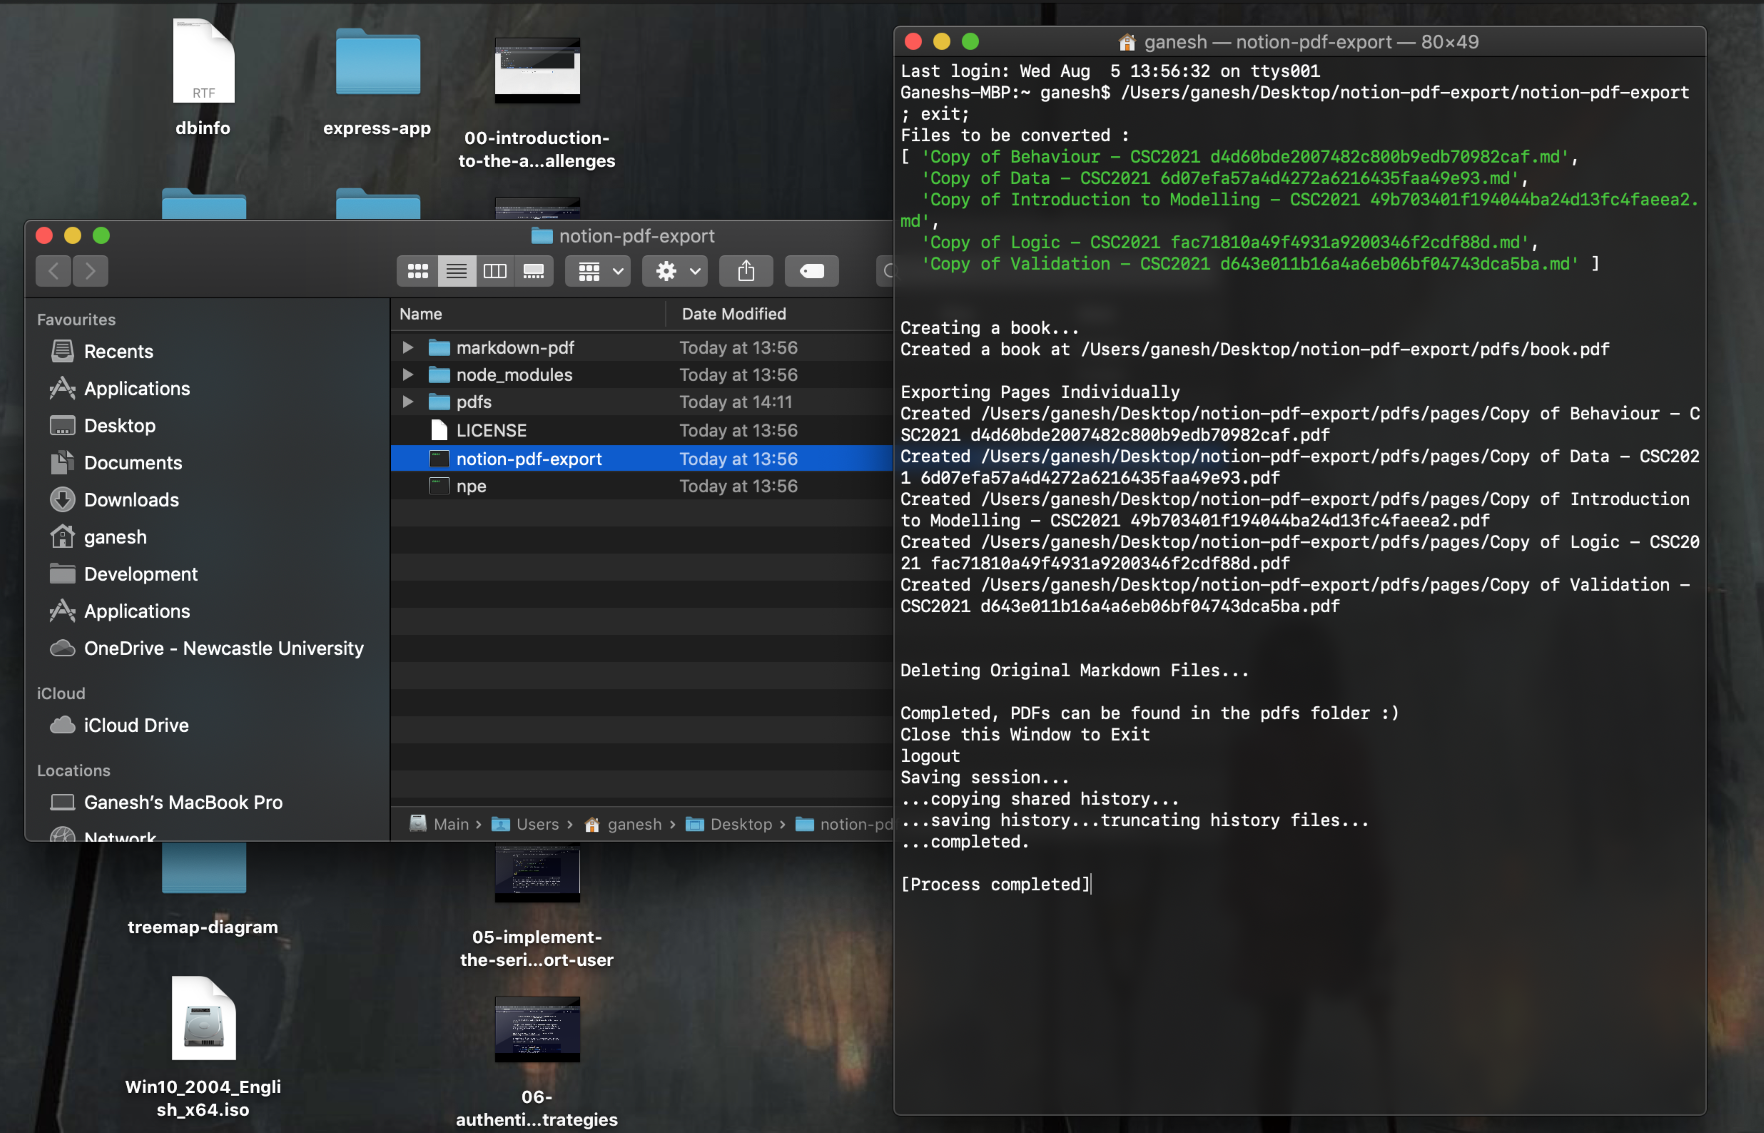 RTF
dbinfo
express-app
00-introduction-
to-the-a...allenges
notion-pdf-export
Favourites
Recents
Applications
Desktop
Documents
Downloads
ganesh
Development
Applications
OneDrive - Newcastle University
iCloud
iCloud Drive
Locations
Ganesh's MacBook Pro
Network
Name Date Modified
markdown-pdf Today at 13:56
node_modules Today at 13:56
pdfs Today at 14:11
LICENSE Today at 13:56
notion-pdf-export Today at 13:56
npe Today at 13:56
Main › Users › ganesh › Desktop › notion-pd
treemap-diagram
05-implement-
the-seri...ort-user
Win10_2004_Engli
sh_x64.iso
06-
authenti...trategies
ganesh — notion-pdf-export — 80×49
Last login: Wed Aug  5 13:56:32 on ttys001
Ganeshs-MBP:~ ganesh$ /Users/ganesh/Desktop/notion-pdf-export/notion-pdf-export
; exit;
Files to be converted :
[ 'Copy of Behaviour - CSC2021 d4d60bde2007482c800b9edb70982caf.md',
'Copy of Data - CSC2021 6d07efa57a4d4272a6216435faa49e93.md',
'Copy of Introduction to Modelling - CSC2021 49b703401f194044ba24d13fc4faeea2.
md',
'Copy of Logic - CSC2021 fac71810a49f4931a9200346f2cdf88d.md',
'Copy of Validation - CSC2021 d643e011b16a4a6eb06bf04743dca5ba.md' ]
Creating a book...
Created a book at /Users/ganesh/Desktop/notion-pdf-export/pdfs/book.pdf
Exporting Pages Individually
Created /Users/ganesh/Desktop/notion-pdf-export/pdfs/pages/Copy of Behaviour - C
SC2021 d4d60bde2007482c800b9edb70982caf.pdf
Created /Users/ganesh/Desktop/notion-pdf-export/pdfs/pages/Copy of Data - CSC202
1 6d07efa57a4d4272a6216435faa49e93.pdf
Created /Users/ganesh/Desktop/notion-pdf-export/pdfs/pages/Copy of Introduction
to Modelling - CSC2021 49b703401f194044ba24d13fc4faeea2.pdf
Created /Users/ganesh/Desktop/notion-pdf-export/pdfs/pages/Copy of Logic - CSC20
21 fac71810a49f4931a9200346f2cdf88d.pdf
Created /Users/ganesh/Desktop/notion-pdf-export/pdfs/pages/Copy of Validation -
CSC2021 d643e011b16a4a6eb06bf04743dca5ba.pdf
Deleting Original Markdown Files...
Completed, PDFs can be found in the pdfs folder :)
Close this Window to Exit
logout
Saving session...
...copying shared history...
...saving history...truncating history files...
...completed.
[Process completed]